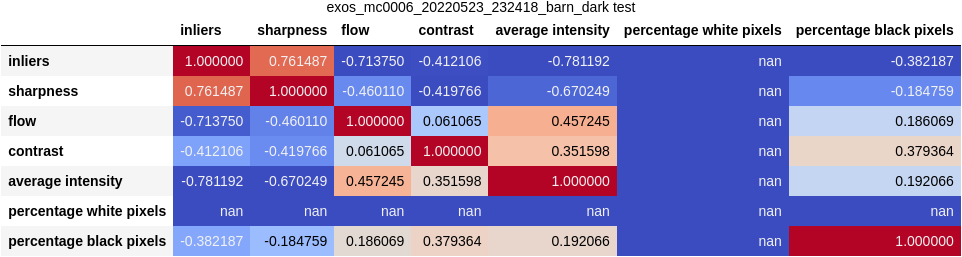 exos_mc0006_20220523_232418_barn_dark test
inliers sharpness flow contrast average intensity percentage white pixels percentage black pixels
inliers 1.000000 0.761487 -0.713750 -0.412106 -0.781192 nan -0.382187
sharpness 0.761487 1.000000 -0.460110 -0.419766 -0.670249 nan -0.184759
flow -0.713750 -0.460110 1.000000 0.061065 0.457245 nan 0.186069
contrast -0.412106 -0.419766 0.061065 1.000000 0.351598 nan 0.379364
average intensity -0.781192 -0.670249 0.457245 0.351598 1.000000 nan 0.192066
percentage white pixels nan nan nan nan nan nan nan
percentage black pixels -0.382187 -0.184759 0.186069 0.379364 0.192066 nan 1.000000